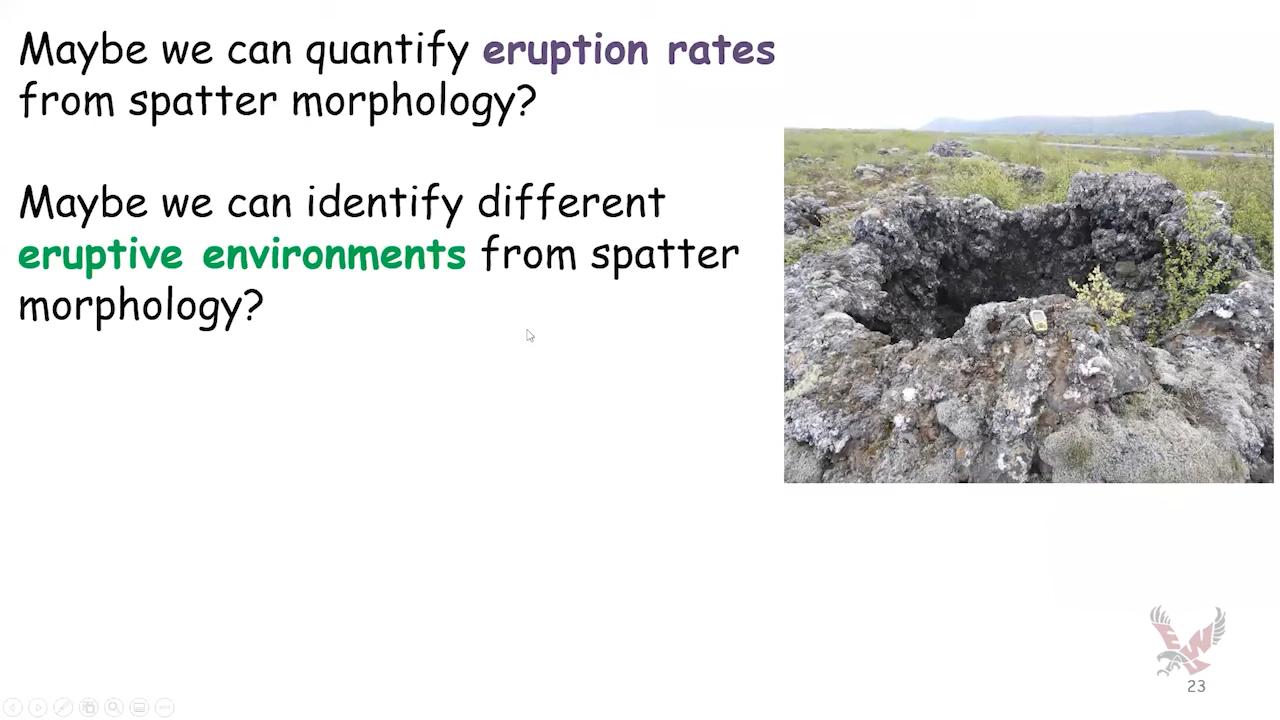 Maybe we can quantify eruption rates
from spatter morphology?
Maybe we can identify different
eruptive environments from spatter
morphology?
EW
23